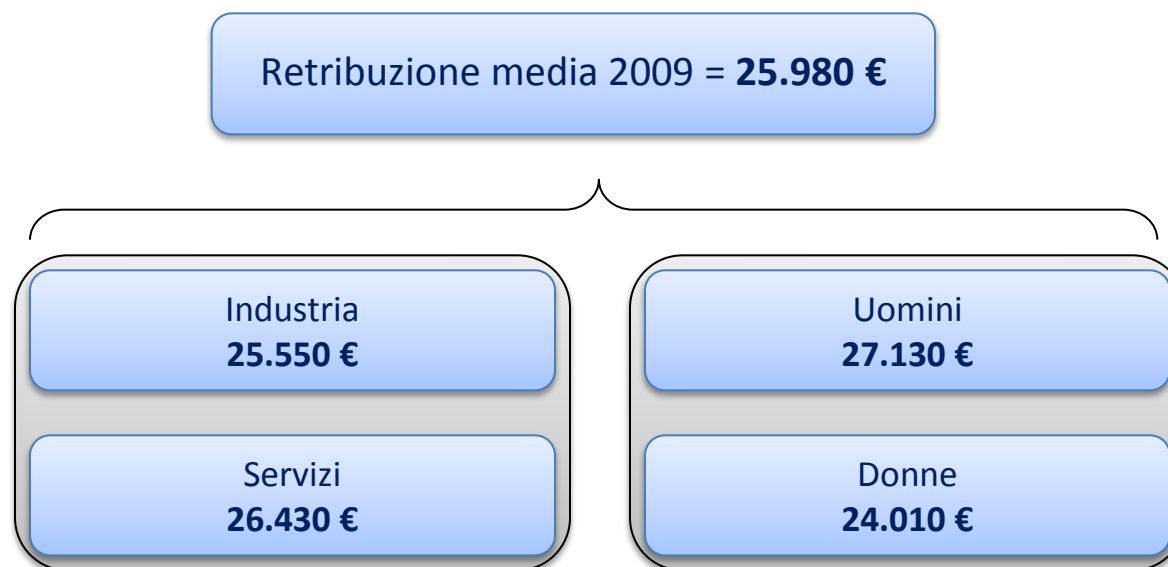 Retribuzione media 2009 = 25.980 €
Industria
25.550 €
Servizi
26.430 €
Uomini
27.130 €
Donne
24.010 €